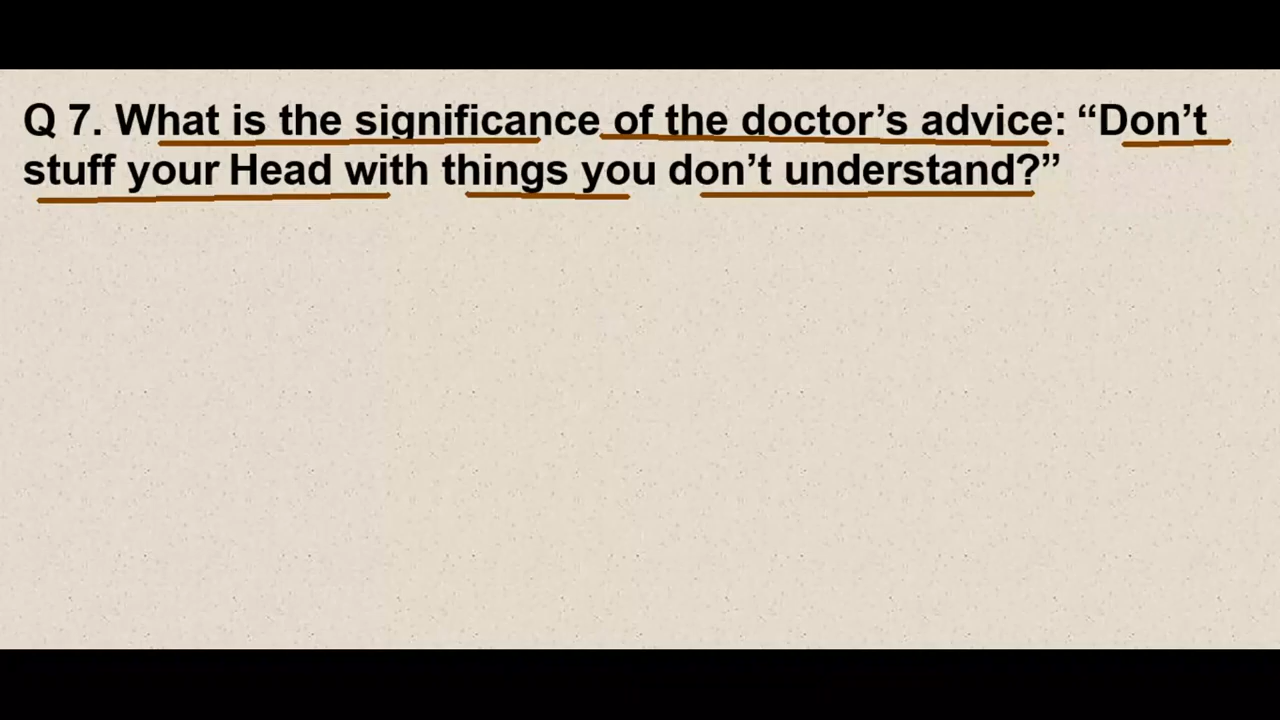 Q 7. What is the significance of the doctor’s advice: “Don’t
stuff your Head with things you don’t understand?”